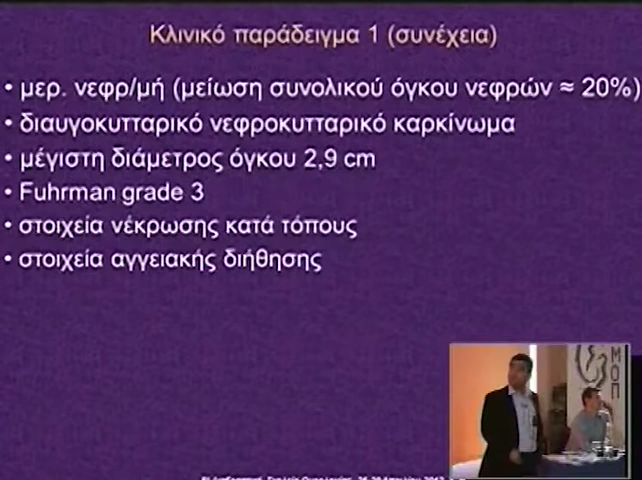 Κλινικό παράδειγμα 1 (συνέχεια)
• μερ. νεφρ/μή (μείωση συνολικού όγκου νεφρών ≈ 20%)
• διαυγοκυτταρικό νεφροκυτταρικό καρκίνωμα
• μέγιστη διάμετρος όγκου 2,9 cm
• Fuhrman grade 3
• στοιχεία νέκρωσης κατά τόπους
• στοιχεία αγγειακής διήθησης
ΜΟΠ